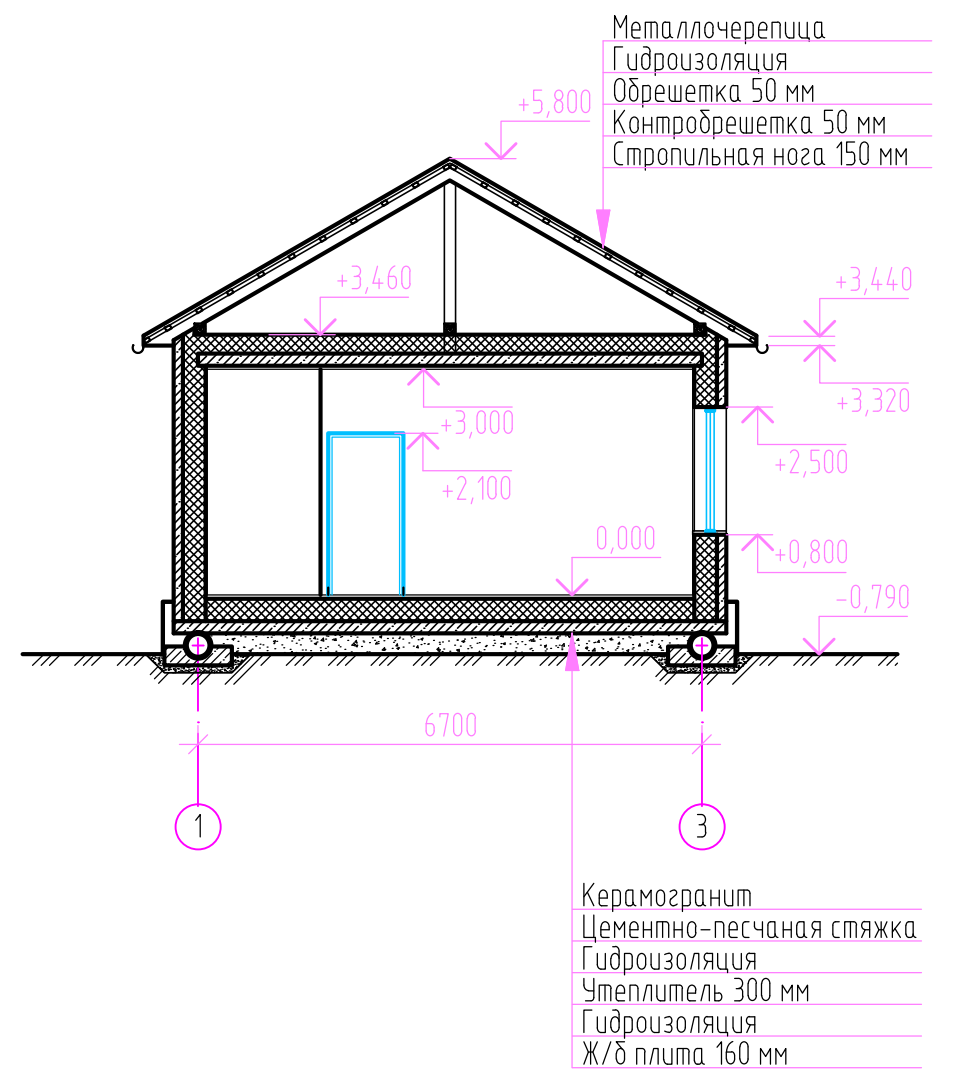 Металлочерепица
Гидроизоляция
Обрешетка 50 мм
Контробрешетка 50 мм
Стропильная нога 150 мм
+5,800
+3,460
+3,440
+3,320
+3,000
+2,500
+2,100
0,000
+0,800
-0,790
6700
1
3
Керамогранит
Цементно-песчаная стяжка
Гидроизоляция
Утеплитель 300 мм
Гидроизоляция
Ж/б плита 160 мм